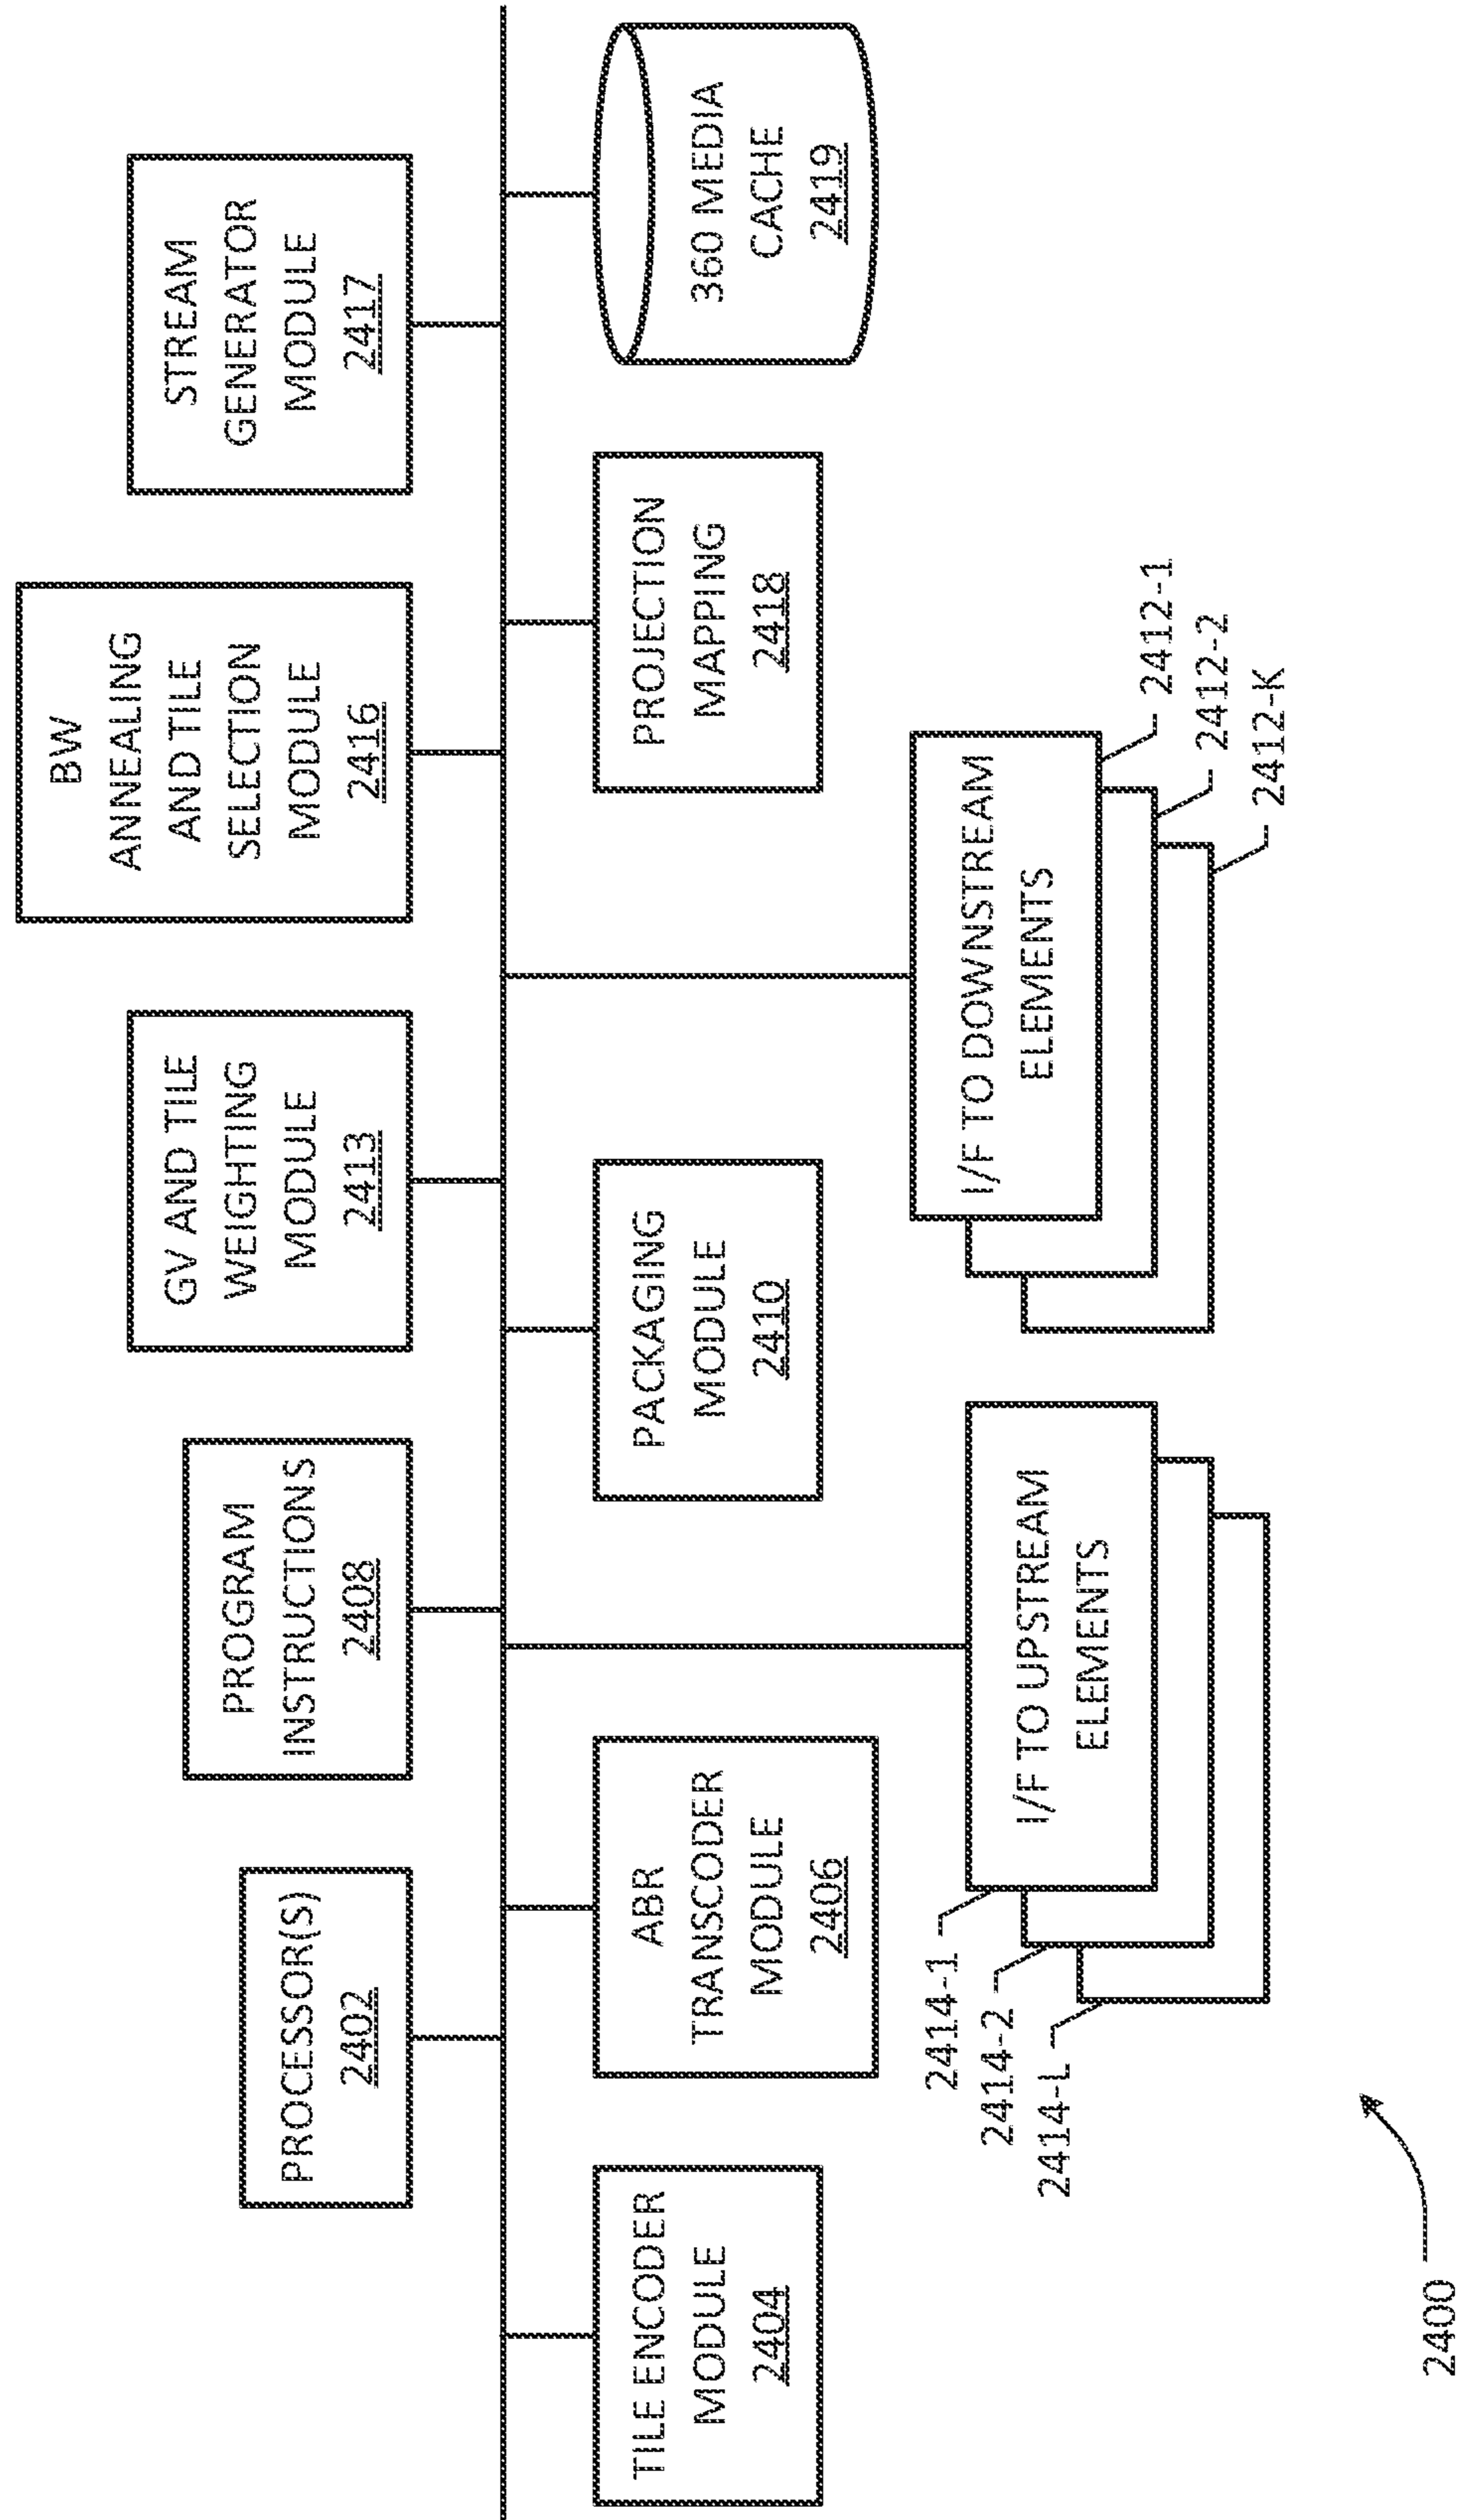 PROCESSOR(S)
2402
PROGRAM
INSTRUCTIONS
2408
GV AND TILE
WEIGHTING
MODULE
2413
BW
ANNEALING
AND TILE
SELECTION
MODULE
2416
STREAM
GENERATOR
MODULE
2417
TILE ENCODER
MODULE
2404
ABR
TRANSCODER
MODULE
2406
PACKAGING
MODULE
2410
PROJECTION
MAPPING
2418
360 MEDIA
CACHE
2419
2414-1
2414-2
2414-L
I/F TO UPSTREAM
ELEMENTS
I/F TO DOWNSTREAM
ELEMENTS
2412-1
2412-2
2412-K
2400